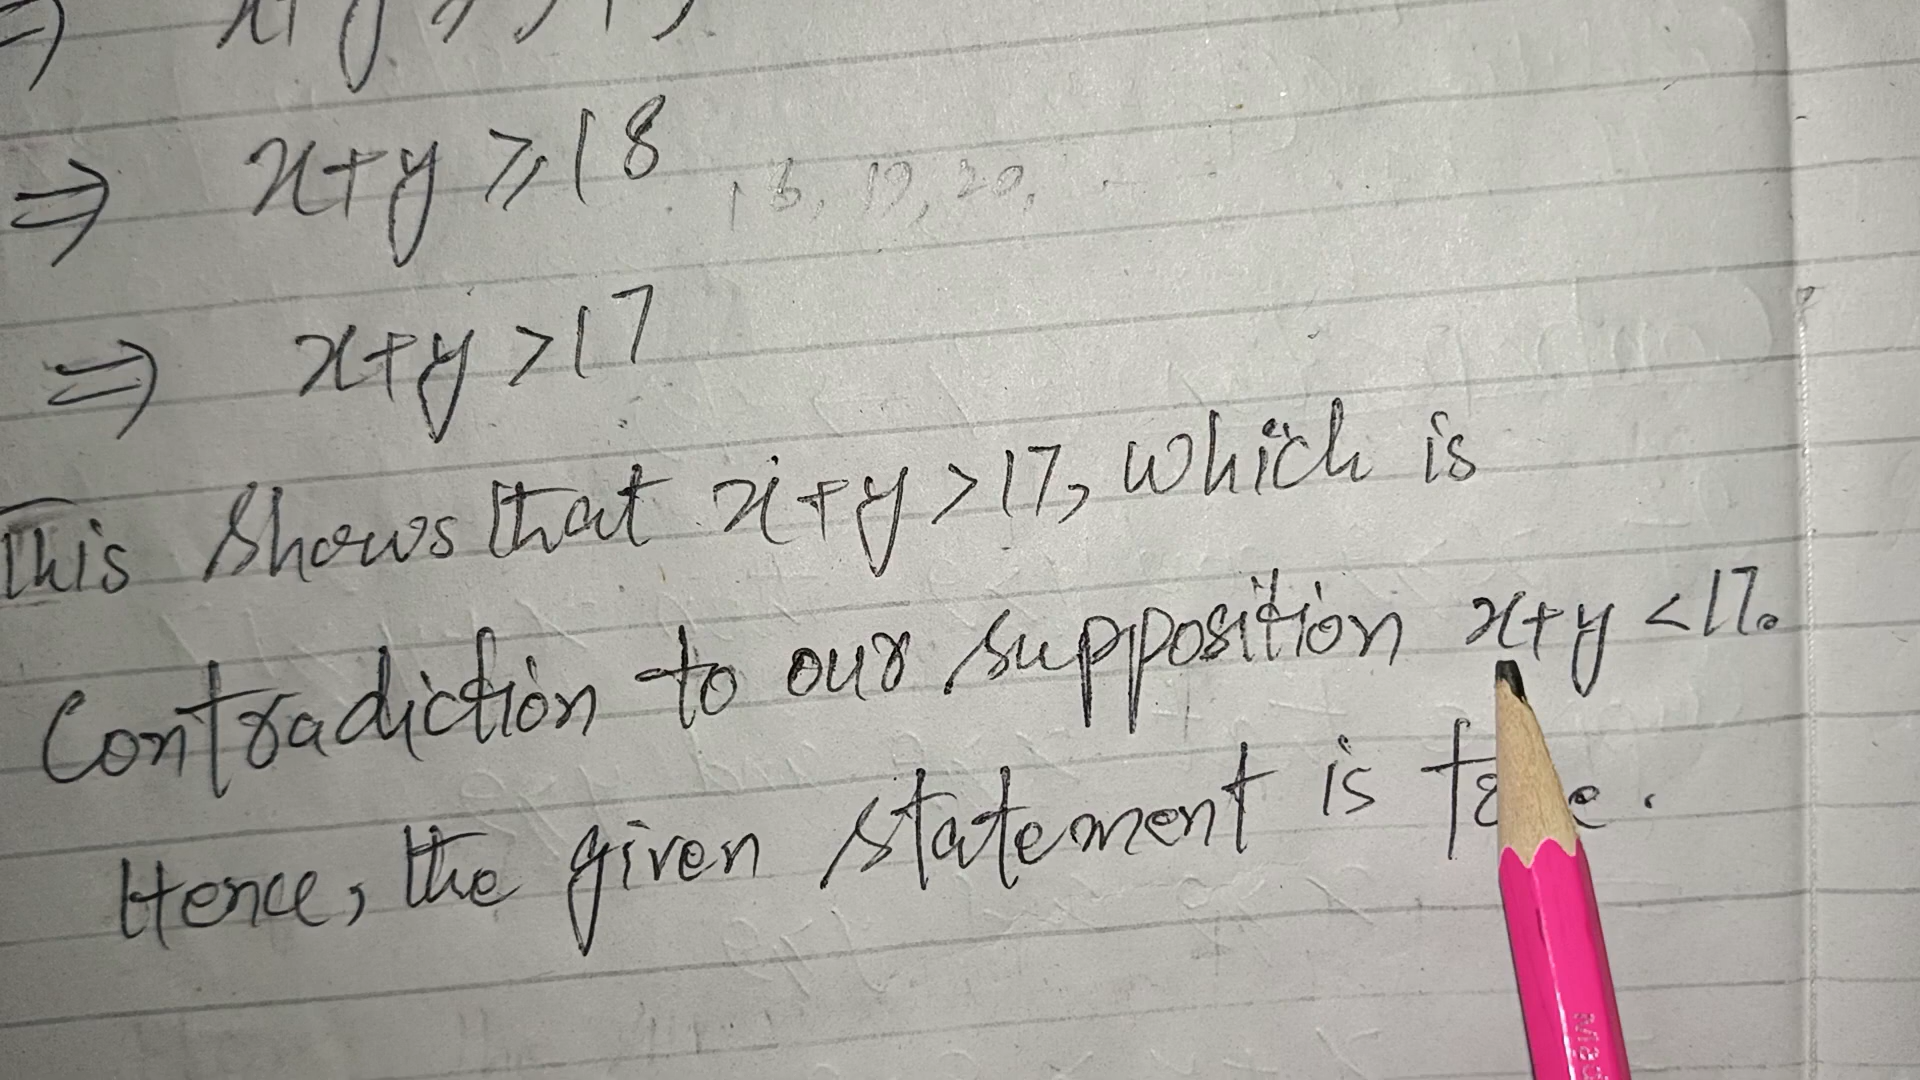 ⇒ x+y ≥ 18 18, 19, 20,
⇒ x+y >17
This shows that x+y >17, which is
Contradiction to our supposition x+y <17.
Hence, the given statement is